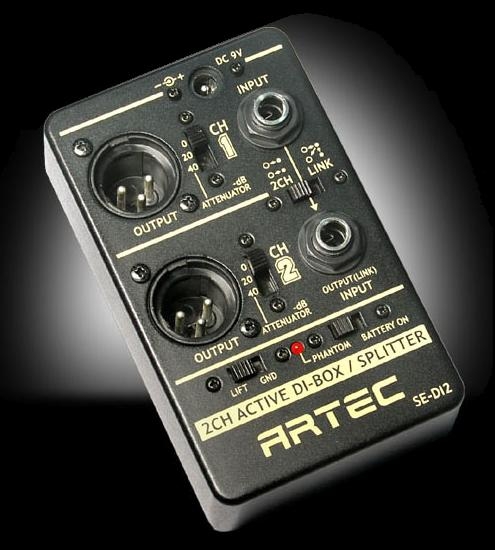 DC 9V
- +
INPUT
CH
1
0
20
40
-dB
ATTENUATOR
OUTPUT
2CH
LINK
CH
2
0
20
40
-dB
ATTENUATOR
OUTPUT
OUTPUT(LINK)
INPUT
LIFT GND
PHANTOM
BATTERY ON
2CH ACTIVE DI-BOX / SPLITTER
ARTEC
SE-DI2